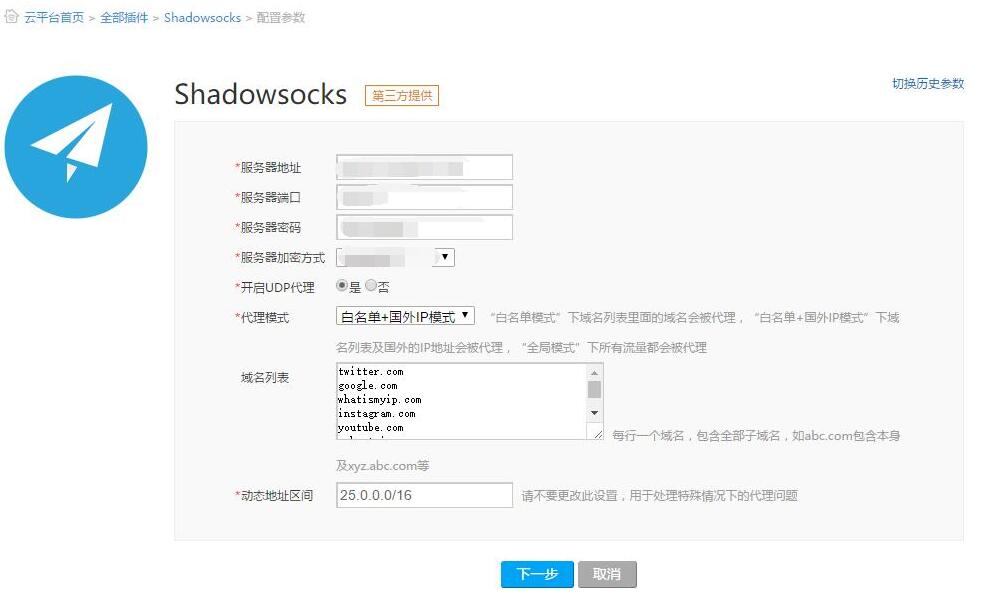 云平台首页 > 全部插件 > Shadowsocks > 配置参数
切换历史参数
Shadowsocks 第三方提供
*服务器地址
*服务器端口
*服务器密码
*服务器加密方式
*开启UDP代理 是 否
*代理模式 白名单+国外IP模式 “白名单模式”下域名列表里面的域名会被代理，“白名单+国外IP模式”下域
名列表及国外的IP地址会被代理，“全局模式”下所有流量都会被代理
域名列表
twitter.com
google.com
whatismyip.com
instagram.com
youtube.com
每行一个域名，包含全部子域名，如abc.com包含本身
及xyz.abc.com等
*动态地址区间 25.0.0.0/16 请不要更改此设置，用于处理特殊情况下的代理问题
下一步 取消